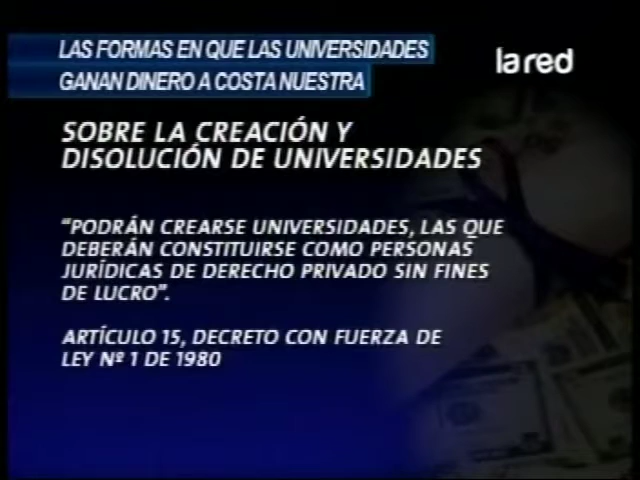 LAS FORMAS EN QUE LAS UNIVERSIDADES
GANAN DINERO A COSTA NUESTRA
la red
SOBRE LA CREACIÓN Y
DISOLUCIÓN DE UNIVERSIDADES
“PODRÁN CREARSE UNIVERSIDADES, LAS QUE
DEBERÁN CONSTITUIRSE COMO PERSONAS
JURÍDICAS DE DERECHO PRIVADO SIN FINES
DE LUCRO”.
ARTÍCULO 15, DECRETO CON FUERZA DE
LEY Nº 1 DE 1980